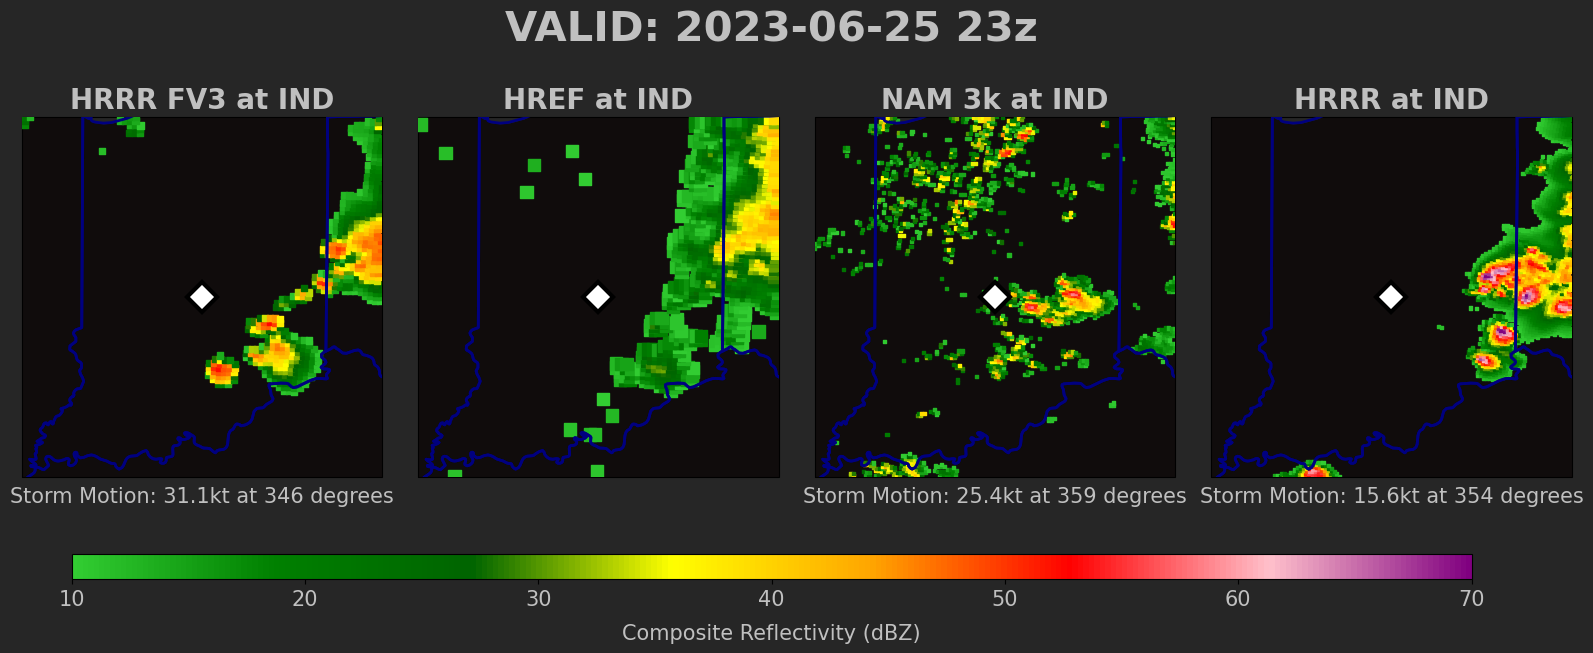 VALID: 2023-06-25 23z
HRRR FV3 at IND
HREF at IND
NAM 3k at IND
HRRR at IND
Storm Motion: 31.1kt at 346 degrees
Storm Motion: 25.4kt at 359 degrees
Storm Motion: 15.6kt at 354 degrees
10 20 30 40 50 60 70
Composite Reflectivity (dBZ)